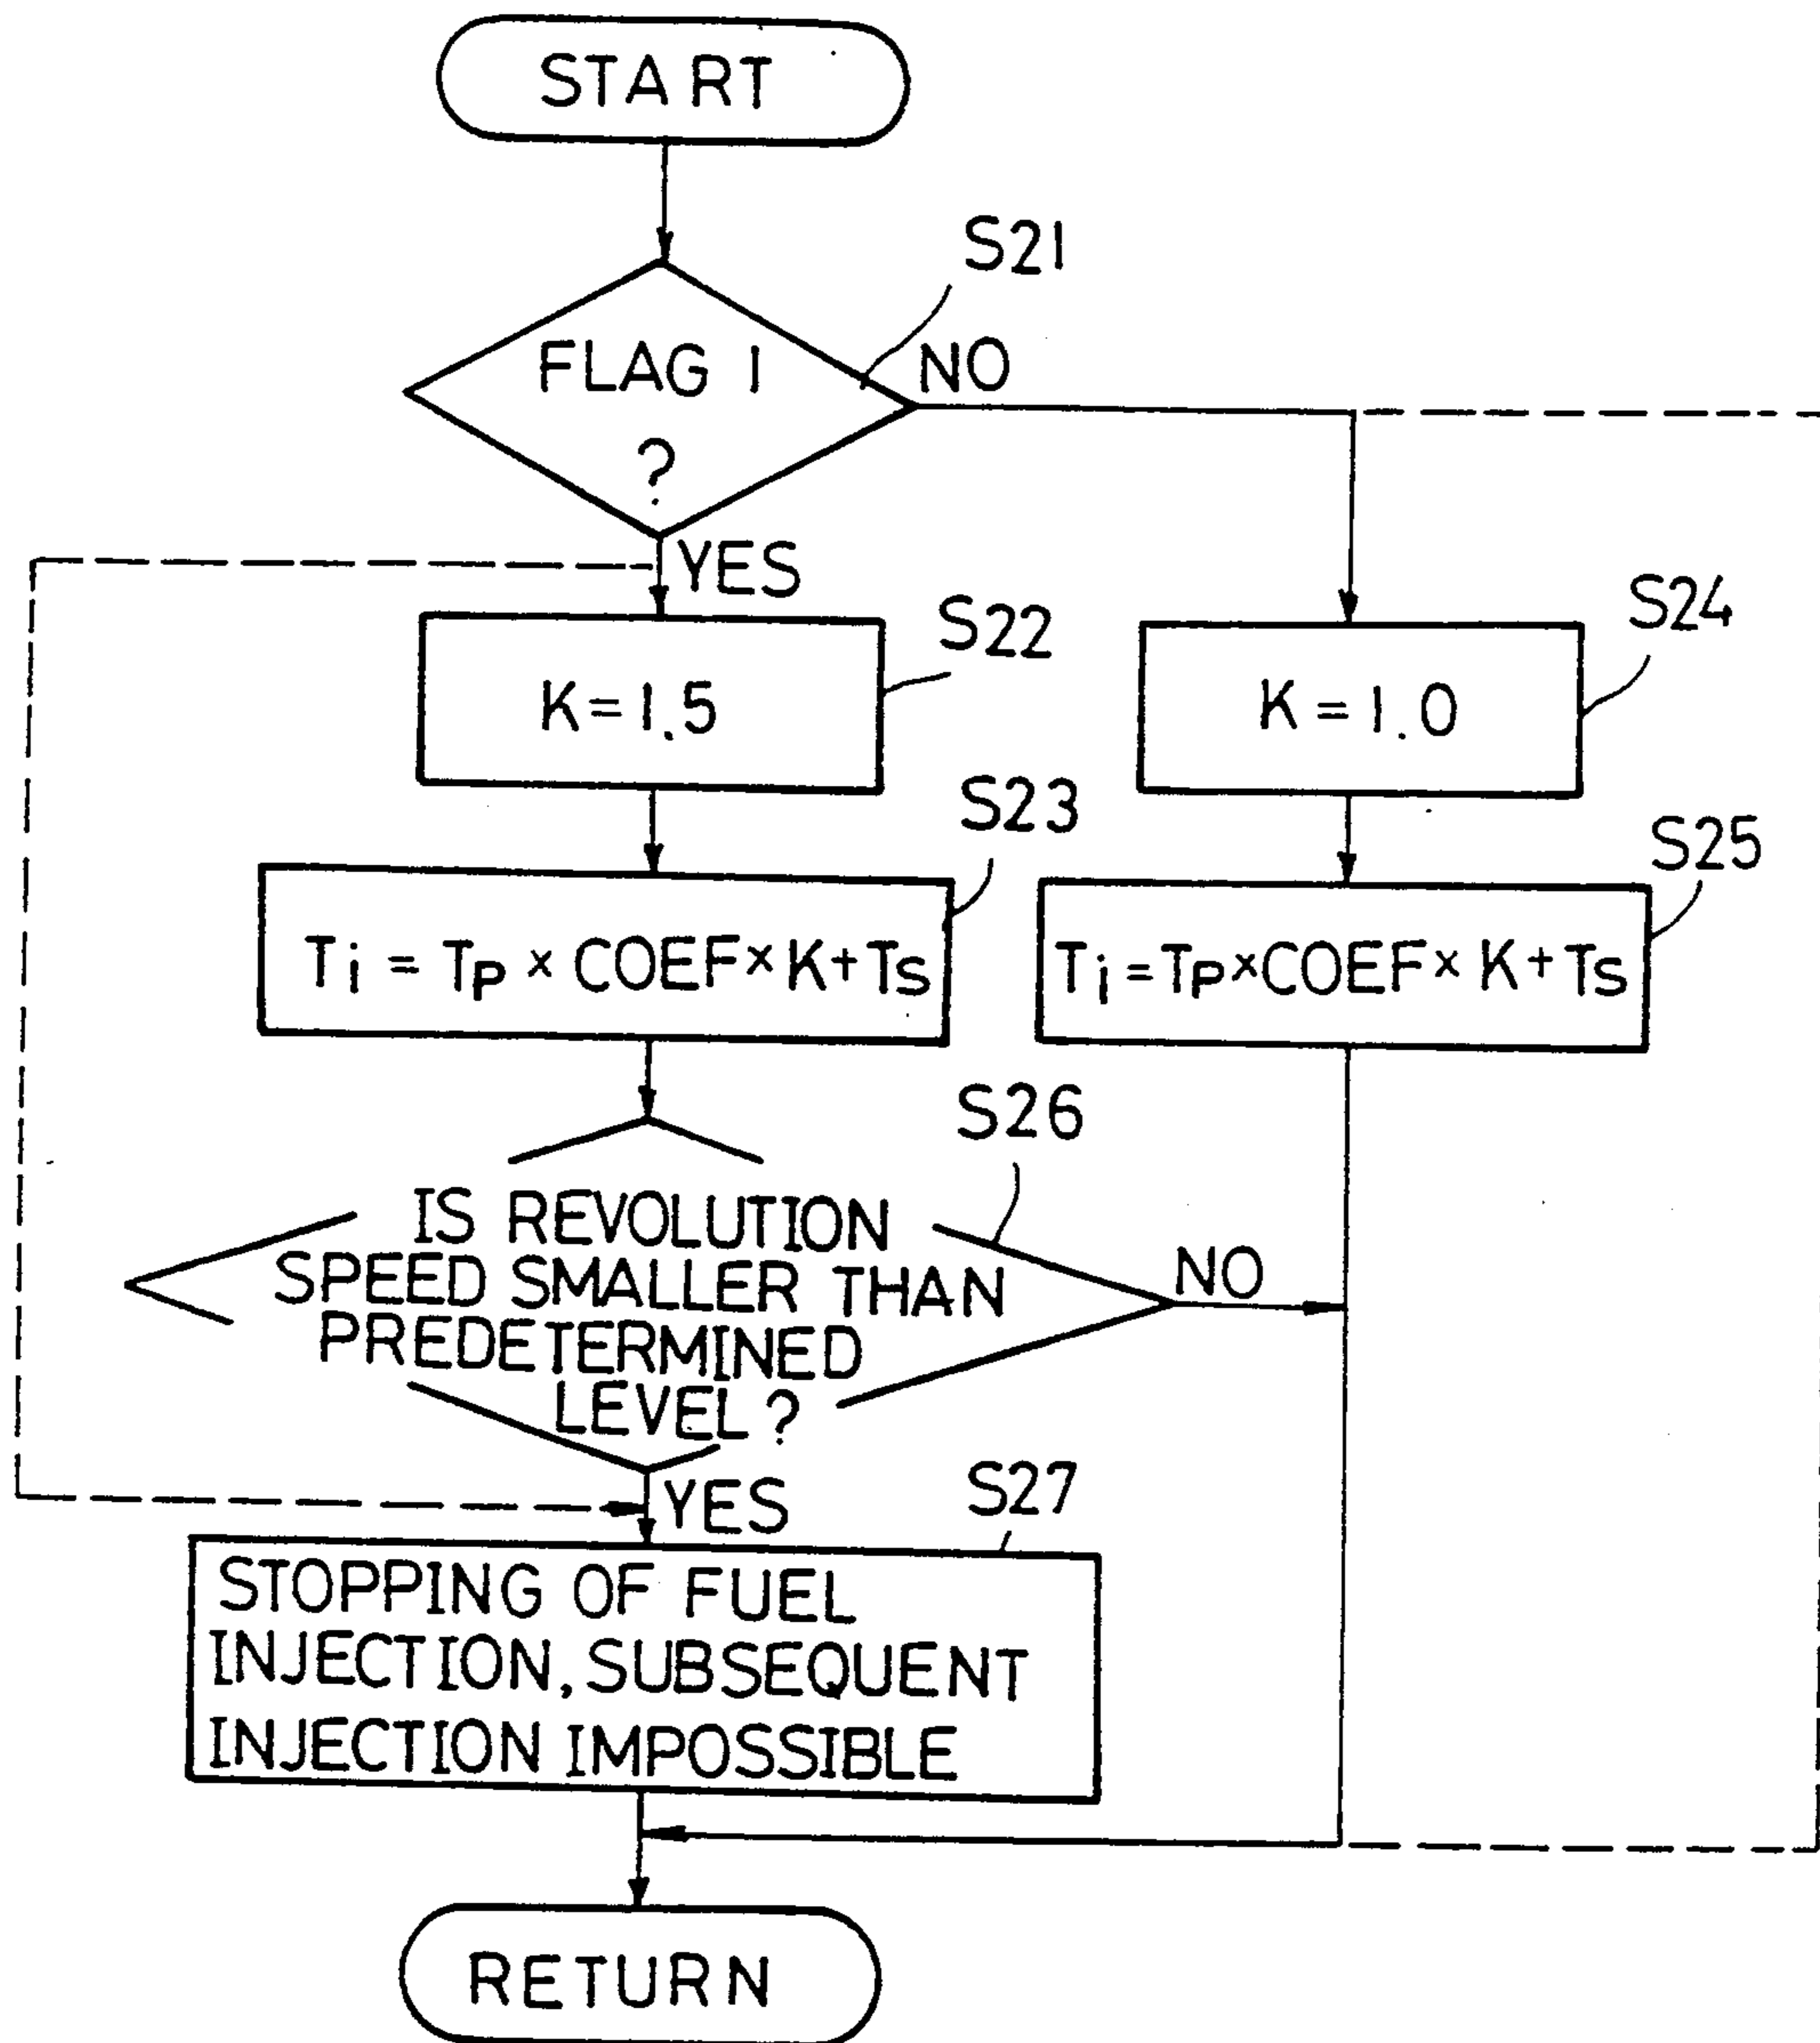 START
S21
FLAG 1
?
NO
YES
S22
K=1.5
S24
K=1.0
S23
Ti = Tp × COEF × K + Ts
S25
Ti = Tp × COEF × K + Ts
S26
IS REVOLUTION
SPEED SMALLER THAN
PREDETERMINED
LEVEL ?
NO
YES
S27
STOPPING OF FUEL
INJECTION, SUBSEQUENT
INJECTION IMPOSSIBLE
RETURN